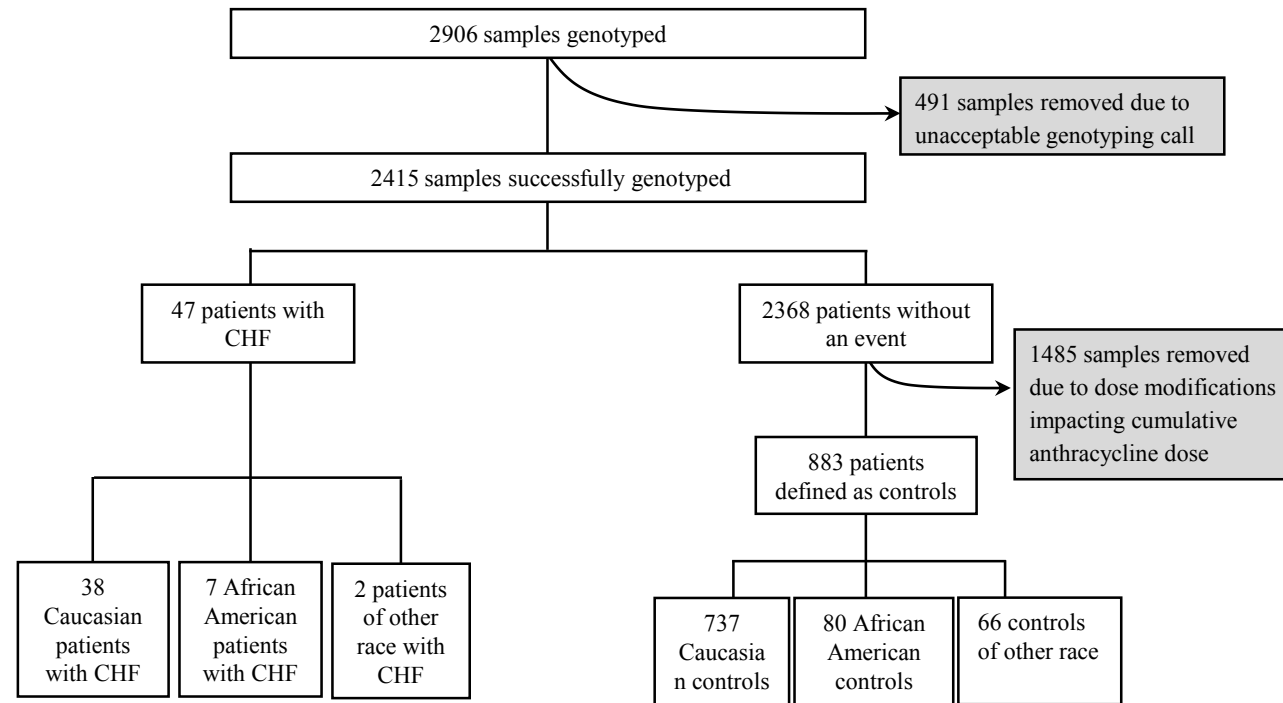 2906 samples genotyped
491 samples removed due to
unacceptable genotyping call
2415 samples successfully genotyped
47 patients with
CHF
2368 patients without
an event
1485 samples removed
due to dose modifications
impacting cumulative
anthracycline dose
883 patients
defined as controls
38
Caucasian
patients
with CHF
7 African
American
patients
with CHF
2 patients
of other
race with
CHF
737
Caucasia
n controls
80 African
American
controls
66 controls
of other race